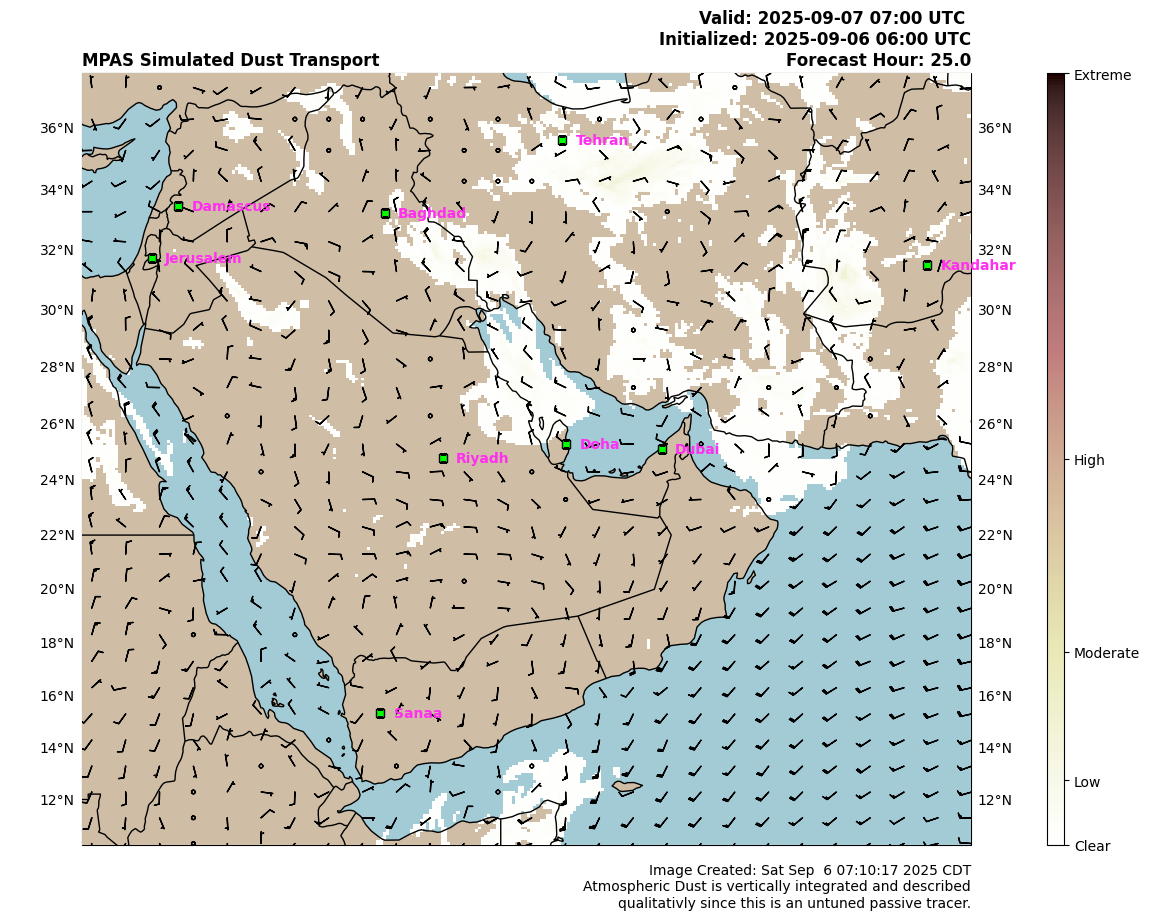 Valid: 2025-09-07 07:00 UTC
Initialized: 2025-09-06 06:00 UTC
MPAS Simulated Dust Transport
Forecast Hour: 25.0
36°N
34°N
32°N
30°N
28°N
26°N
24°N
22°N
20°N
18°N
16°N
14°N
12°N
Tehran
Damascus
Baghdad
Jerusalem
Kandahar
Doha
Dubai
Riyadh
Sanaa
36°N
34°N
32°N
30°N
28°N
26°N
24°N
22°N
20°N
18°N
16°N
14°N
12°N
Extreme
High
Moderate
Low
Clear
Image Created: Sat Sep  6 07:10:17 2025 CDT
Atmospheric Dust is vertically integrated and described
qualitativly since this is an untuned passive tracer.